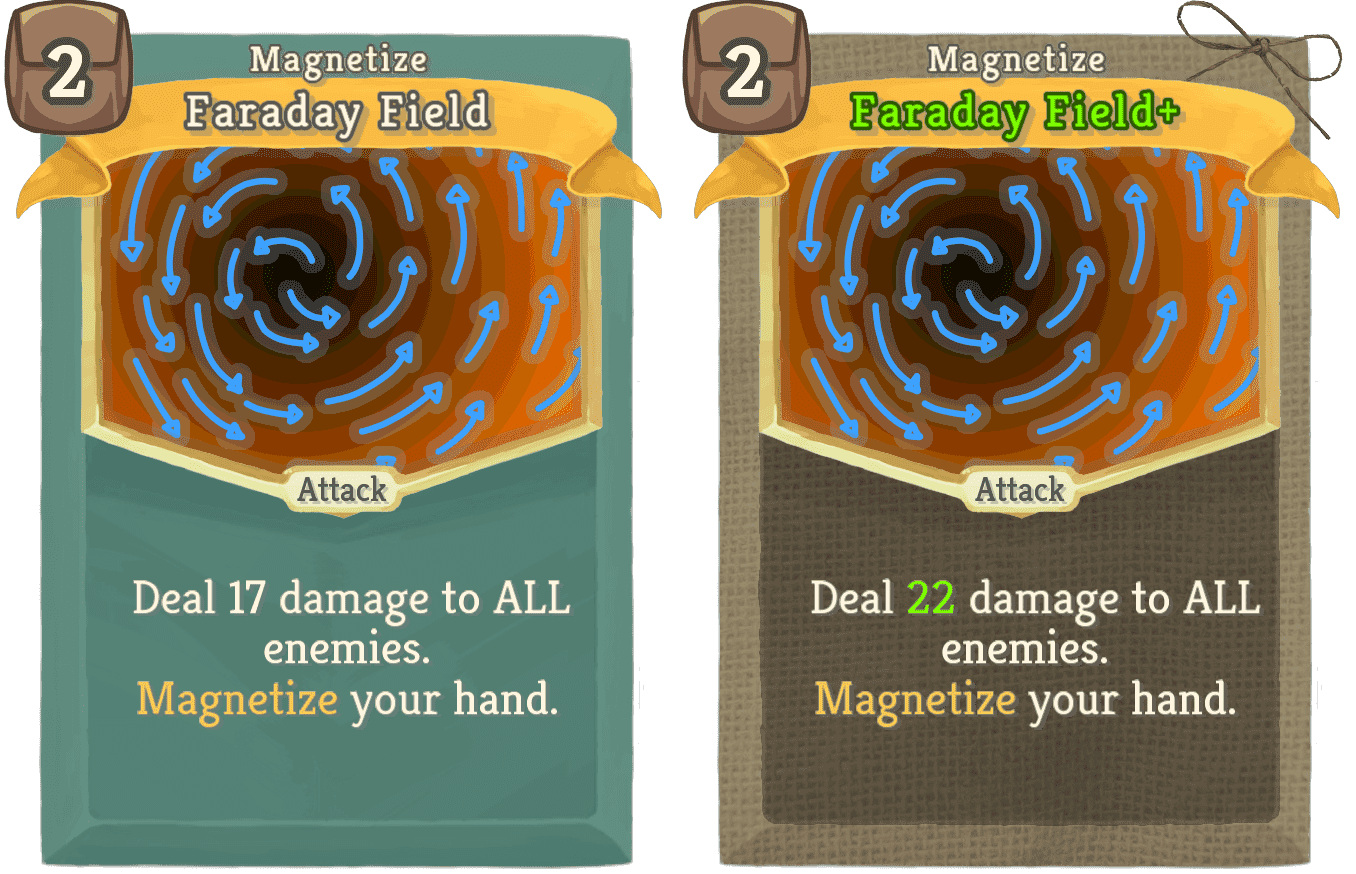 2
Magnetize
Faraday Field
Attack
Deal 17 damage to ALL
enemies.
Magnetize your hand.
2
Magnetize
Faraday Field+
Attack
Deal 22 damage to ALL
enemies.
Magnetize your hand.